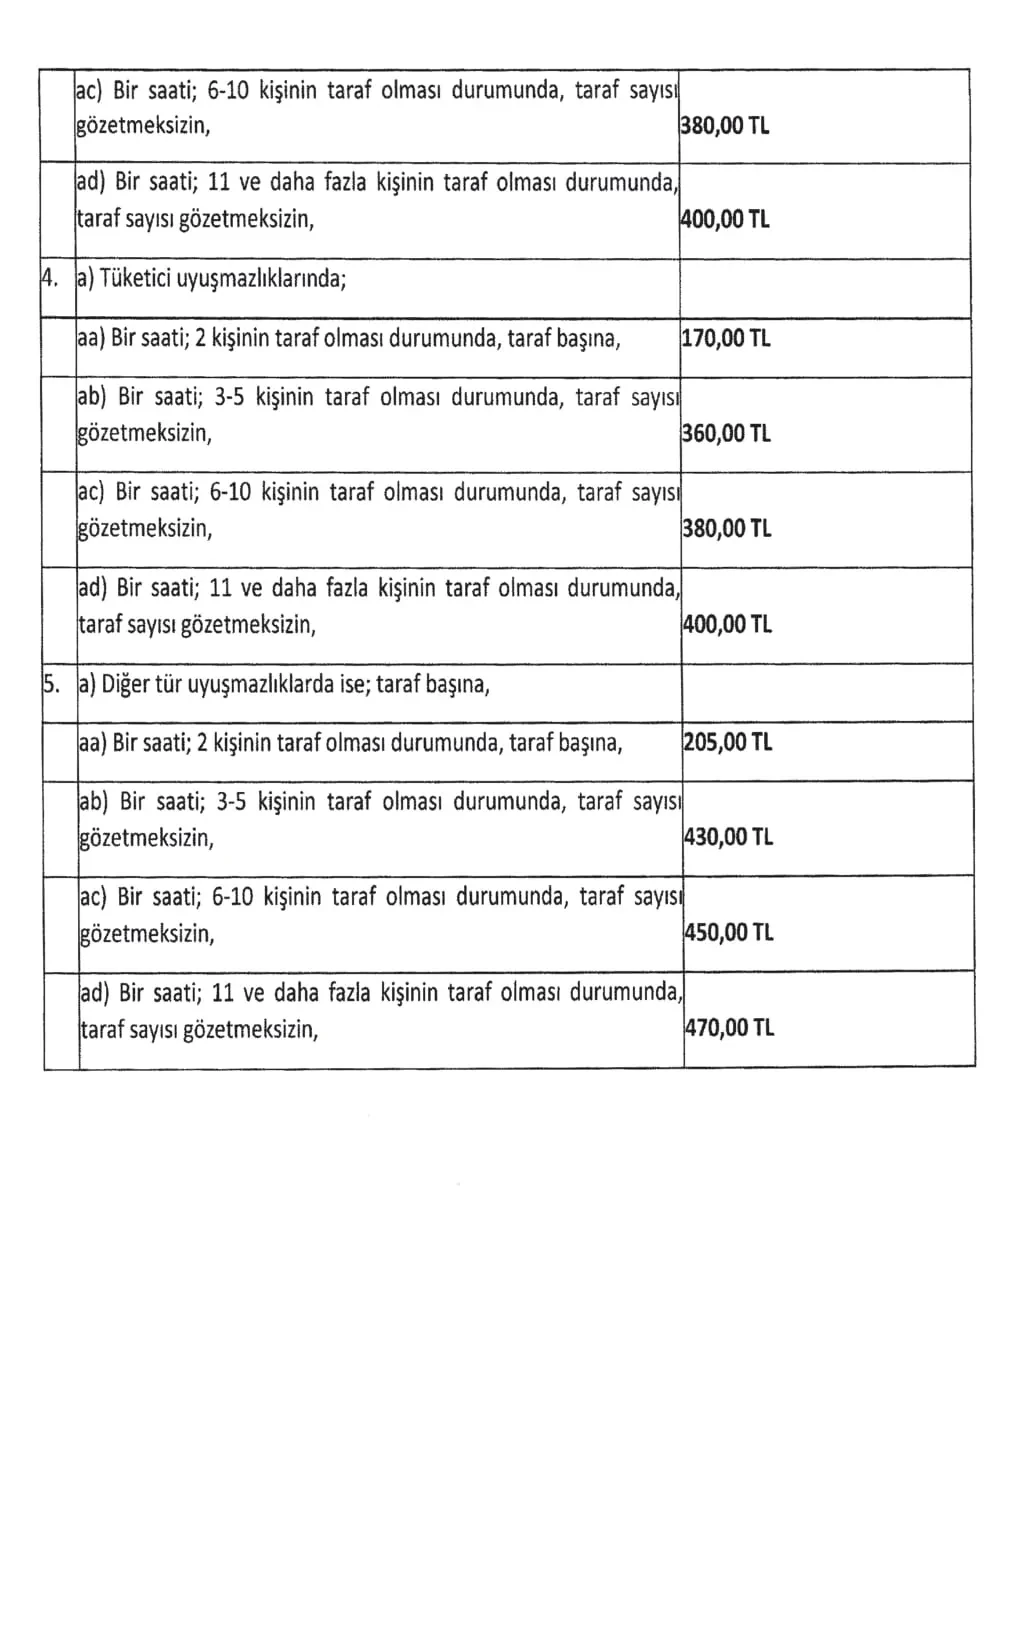 ac) Bir saati; 6-10 kişinin taraf olması durumunda, taraf sayısı
gözetmeksizin,
380,00 TL
ad) Bir saati; 11 ve daha fazla kişinin taraf olması durumunda,
taraf sayısı gözetmeksizin,
400,00 TL
4. a) Tüketici uyuşmazlıklarında;
aa) Bir saati; 2 kişinin taraf olması durumunda, taraf başına, 170,00 TL
ab) Bir saati; 3-5 kişinin taraf olması durumunda, taraf sayısı
gözetmeksizin,
360,00 TL
ac) Bir saati; 6-10 kişinin taraf olması durumunda, taraf sayısı
gözetmeksizin,
380,00 TL
ad) Bir saati; 11 ve daha fazla kişinin taraf olması durumunda,
taraf sayısı gözetmeksizin,
400,00 TL
5. a) Diğer tür uyuşmazlıklarda ise; taraf başına,
aa) Bir saati; 2 kişinin taraf olması durumunda, taraf başına, 205,00 TL
ab) Bir saati; 3-5 kişinin taraf olması durumunda, taraf sayısı
gözetmeksizin,
430,00 TL
ac) Bir saati; 6-10 kişinin taraf olması durumunda, taraf sayısı
gözetmeksizin,
450,00 TL
ad) Bir saati; 11 ve daha fazla kişinin taraf olması durumunda,
taraf sayısı gözetmeksizin,
470,00 TL